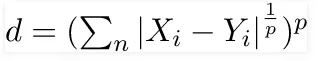 d = (∑ₙ |Xᵢ − Yᵢ|^{1/p})^p